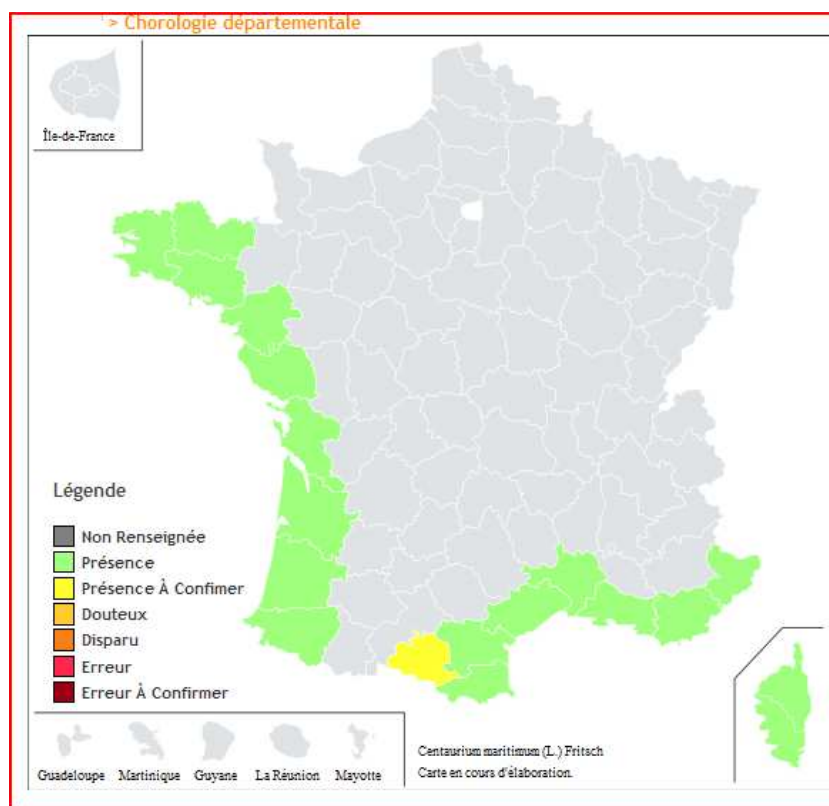 > Chorologie départementale
Île-de-France
Légende
Non Renseignée
Présence
Présence À Confimer
Douteux
Disparu
Erreur
Erreur À Confirmer
Guadeloupe Martinique Guyane La Réunion Mayotte
Centaurium maritimum (L.) Fritsch
Carte en cours d'élaboration.